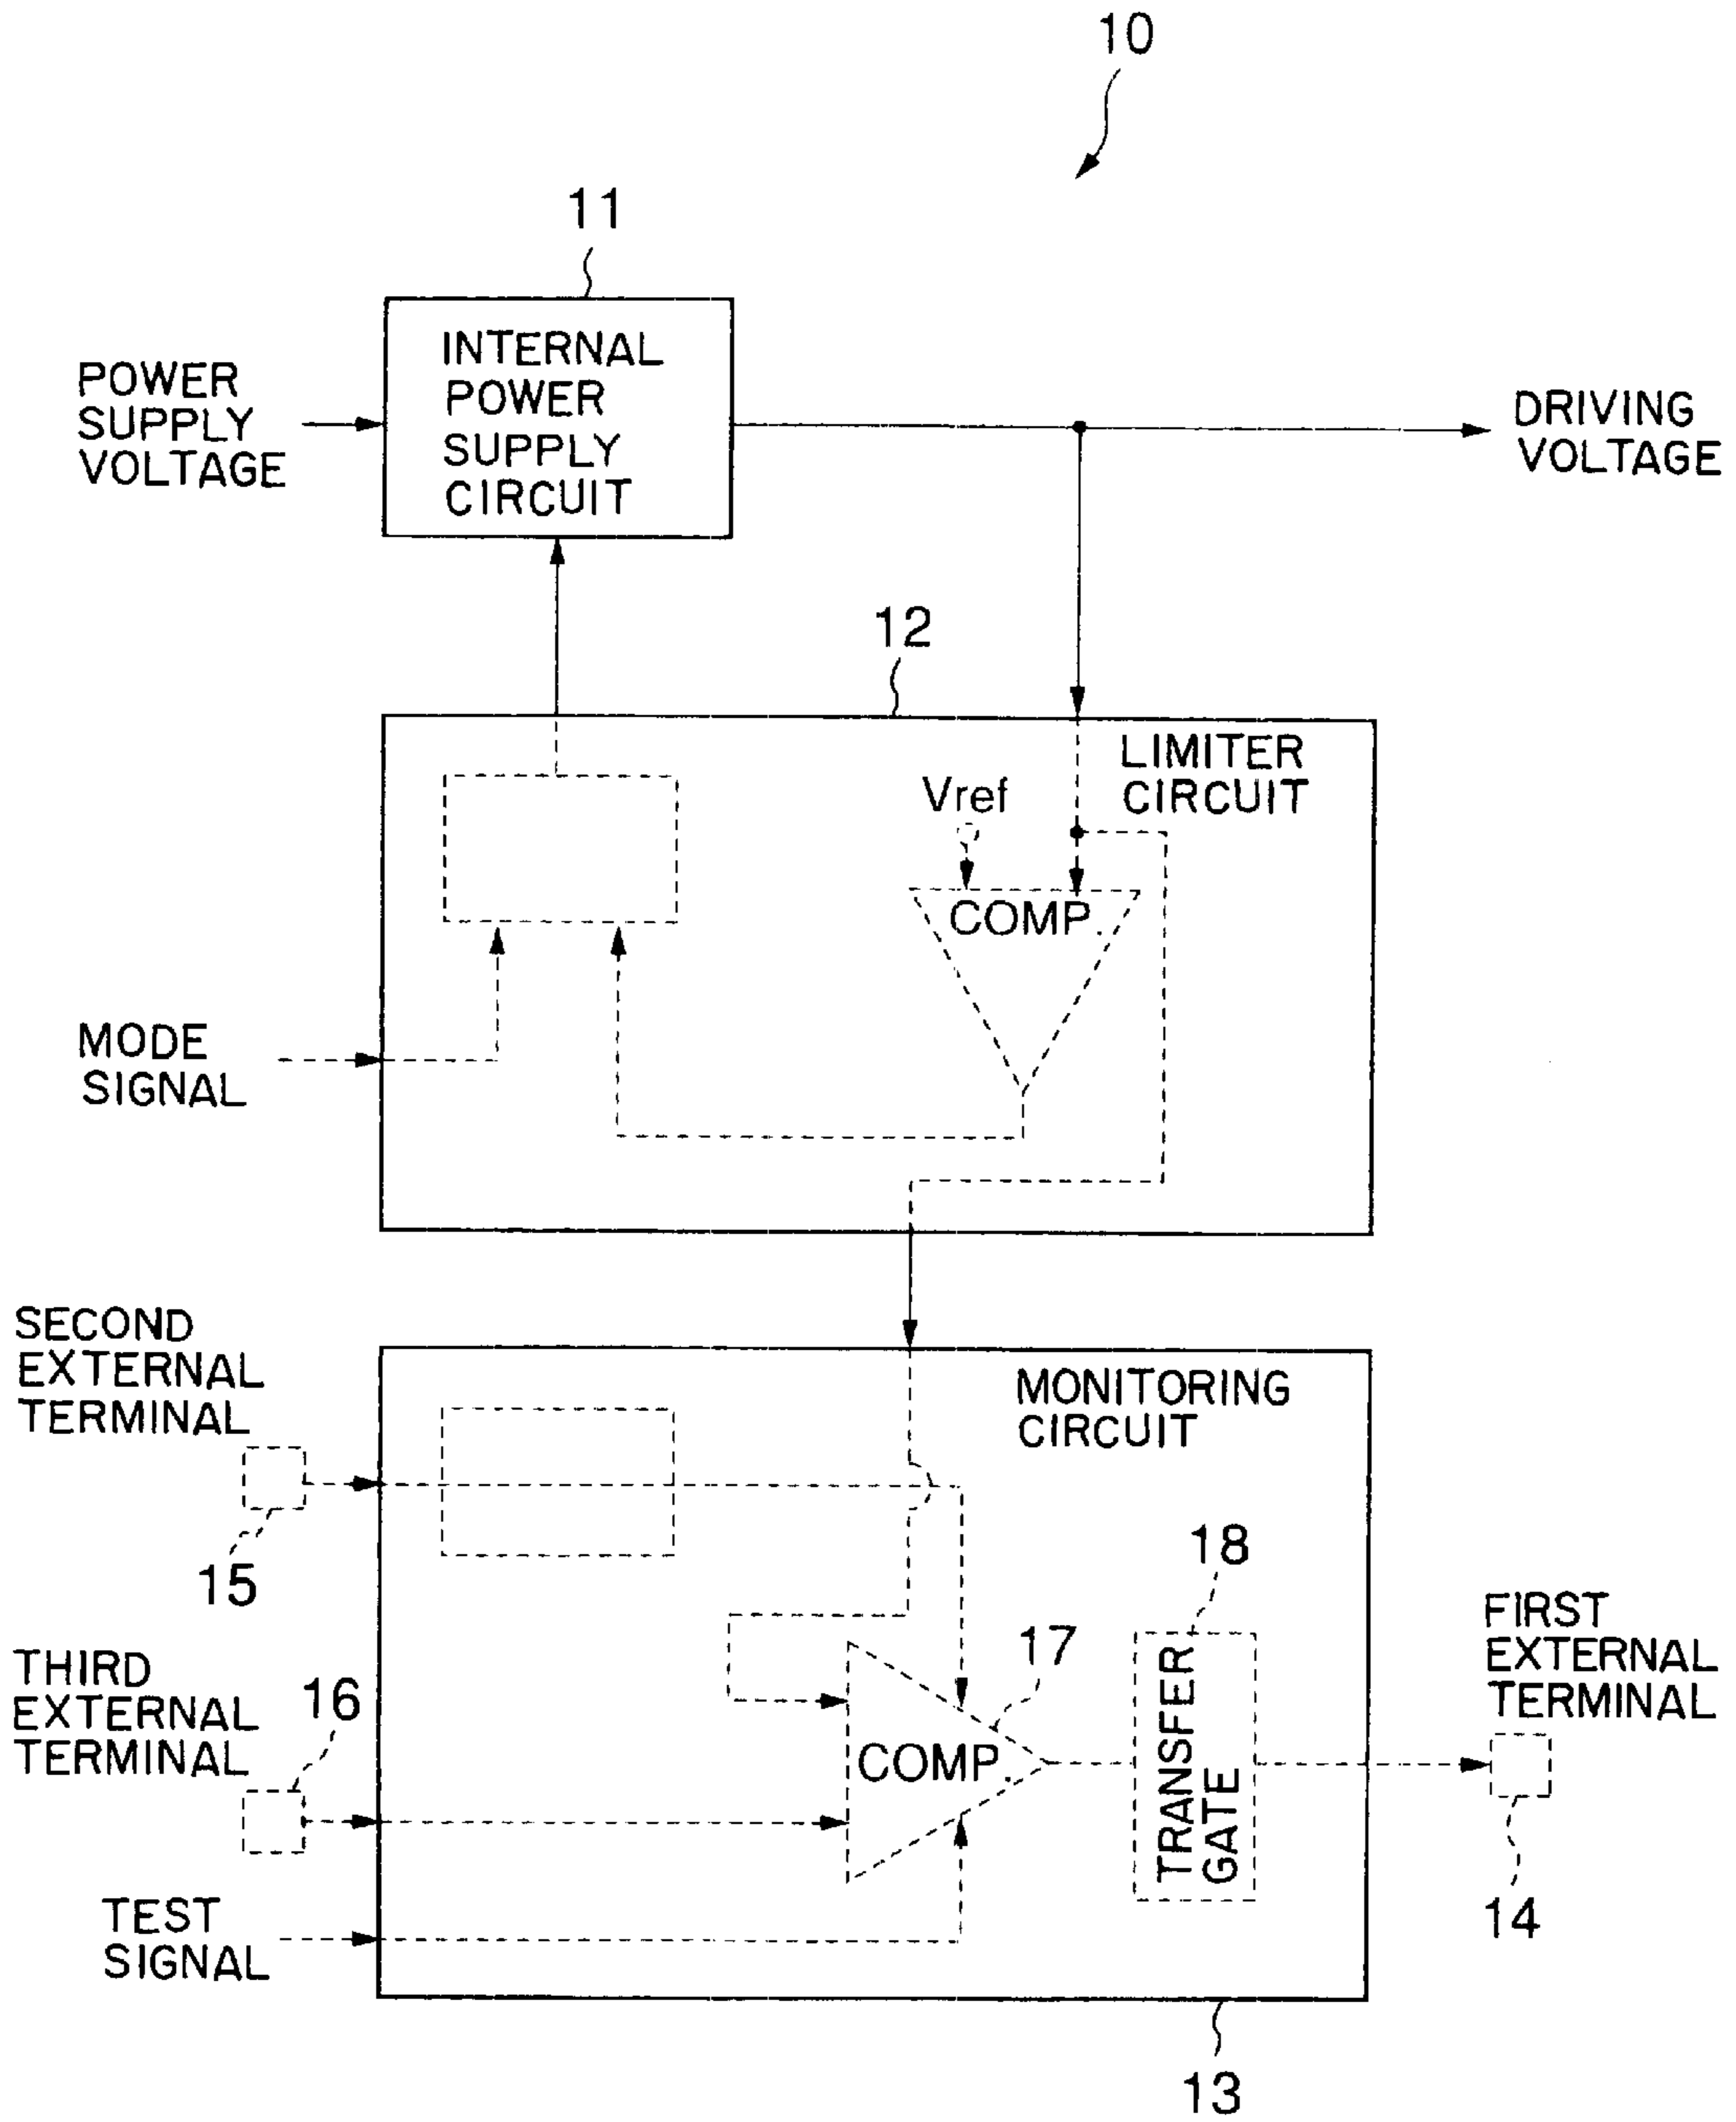 10
11
INTERNAL
POWER
SUPPLY
CIRCUIT
POWER
SUPPLY
VOLTAGE
DRIVING
VOLTAGE
12
LIMITER
CIRCUIT
Vref
COMP.
MODE
SIGNAL
SECOND
EXTERNAL
TERMINAL
15
MONITORING
CIRCUIT
18
17
THIRD
EXTERNAL
TERMINAL
16
COMP.
TRANSFER
GATE
FIRST
EXTERNAL
TERMINAL
14
TEST
SIGNAL
13